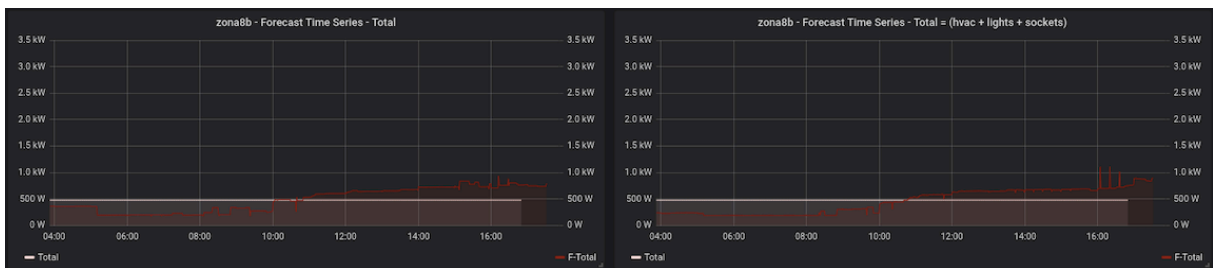 zona8b - Forecast Time Series - Total
3.5 kW 3.5 kW
3.0 kW 3.0 kW
2.5 kW 2.5 kW
2.0 kW 2.0 kW
1.5 kW 1.5 kW
1.0 kW 1.0 kW
500 W 500 W
0 W 0 W
04:00 06:00 08:00 10:00 12:00 14:00 16:00
Total F-Total
zona8b - Forecast Time Series - Total = (hvac + lights + sockets)
3.5 kW 3.5 kW
3.0 kW 3.0 kW
2.5 kW 2.5 kW
2.0 kW 2.0 kW
1.5 kW 1.5 kW
1.0 kW 1.0 kW
500 W 500 W
0 W 0 W
04:00 06:00 08:00 10:00 12:00 14:00 16:00
Total F-Total